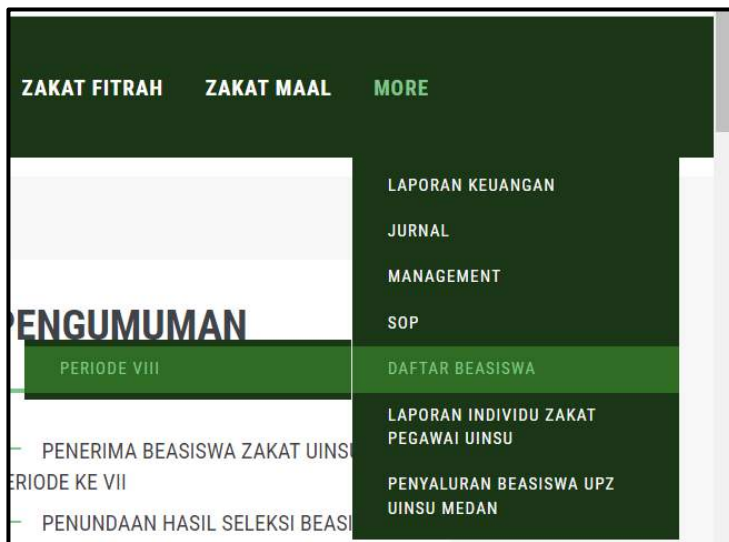 ZAKAT FITRAH ZAKAT MAAL MORE
LAPORAN KEUANGAN
JURNAL
MANAGEMENT
SOP
DAFTAR BEASISWA
LAPORAN INDIVIDU ZAKAT
PEGAWAI UINSU
PENYALURAN BEASISWA UPZ
UINSU MEDAN
PERIODE VIII
PENGUMUMAN
PENERIMA BEASISWA ZAKAT UINSU
ERIODE KE VII
PENUNDAAN HASIL SELEKSI BEASI